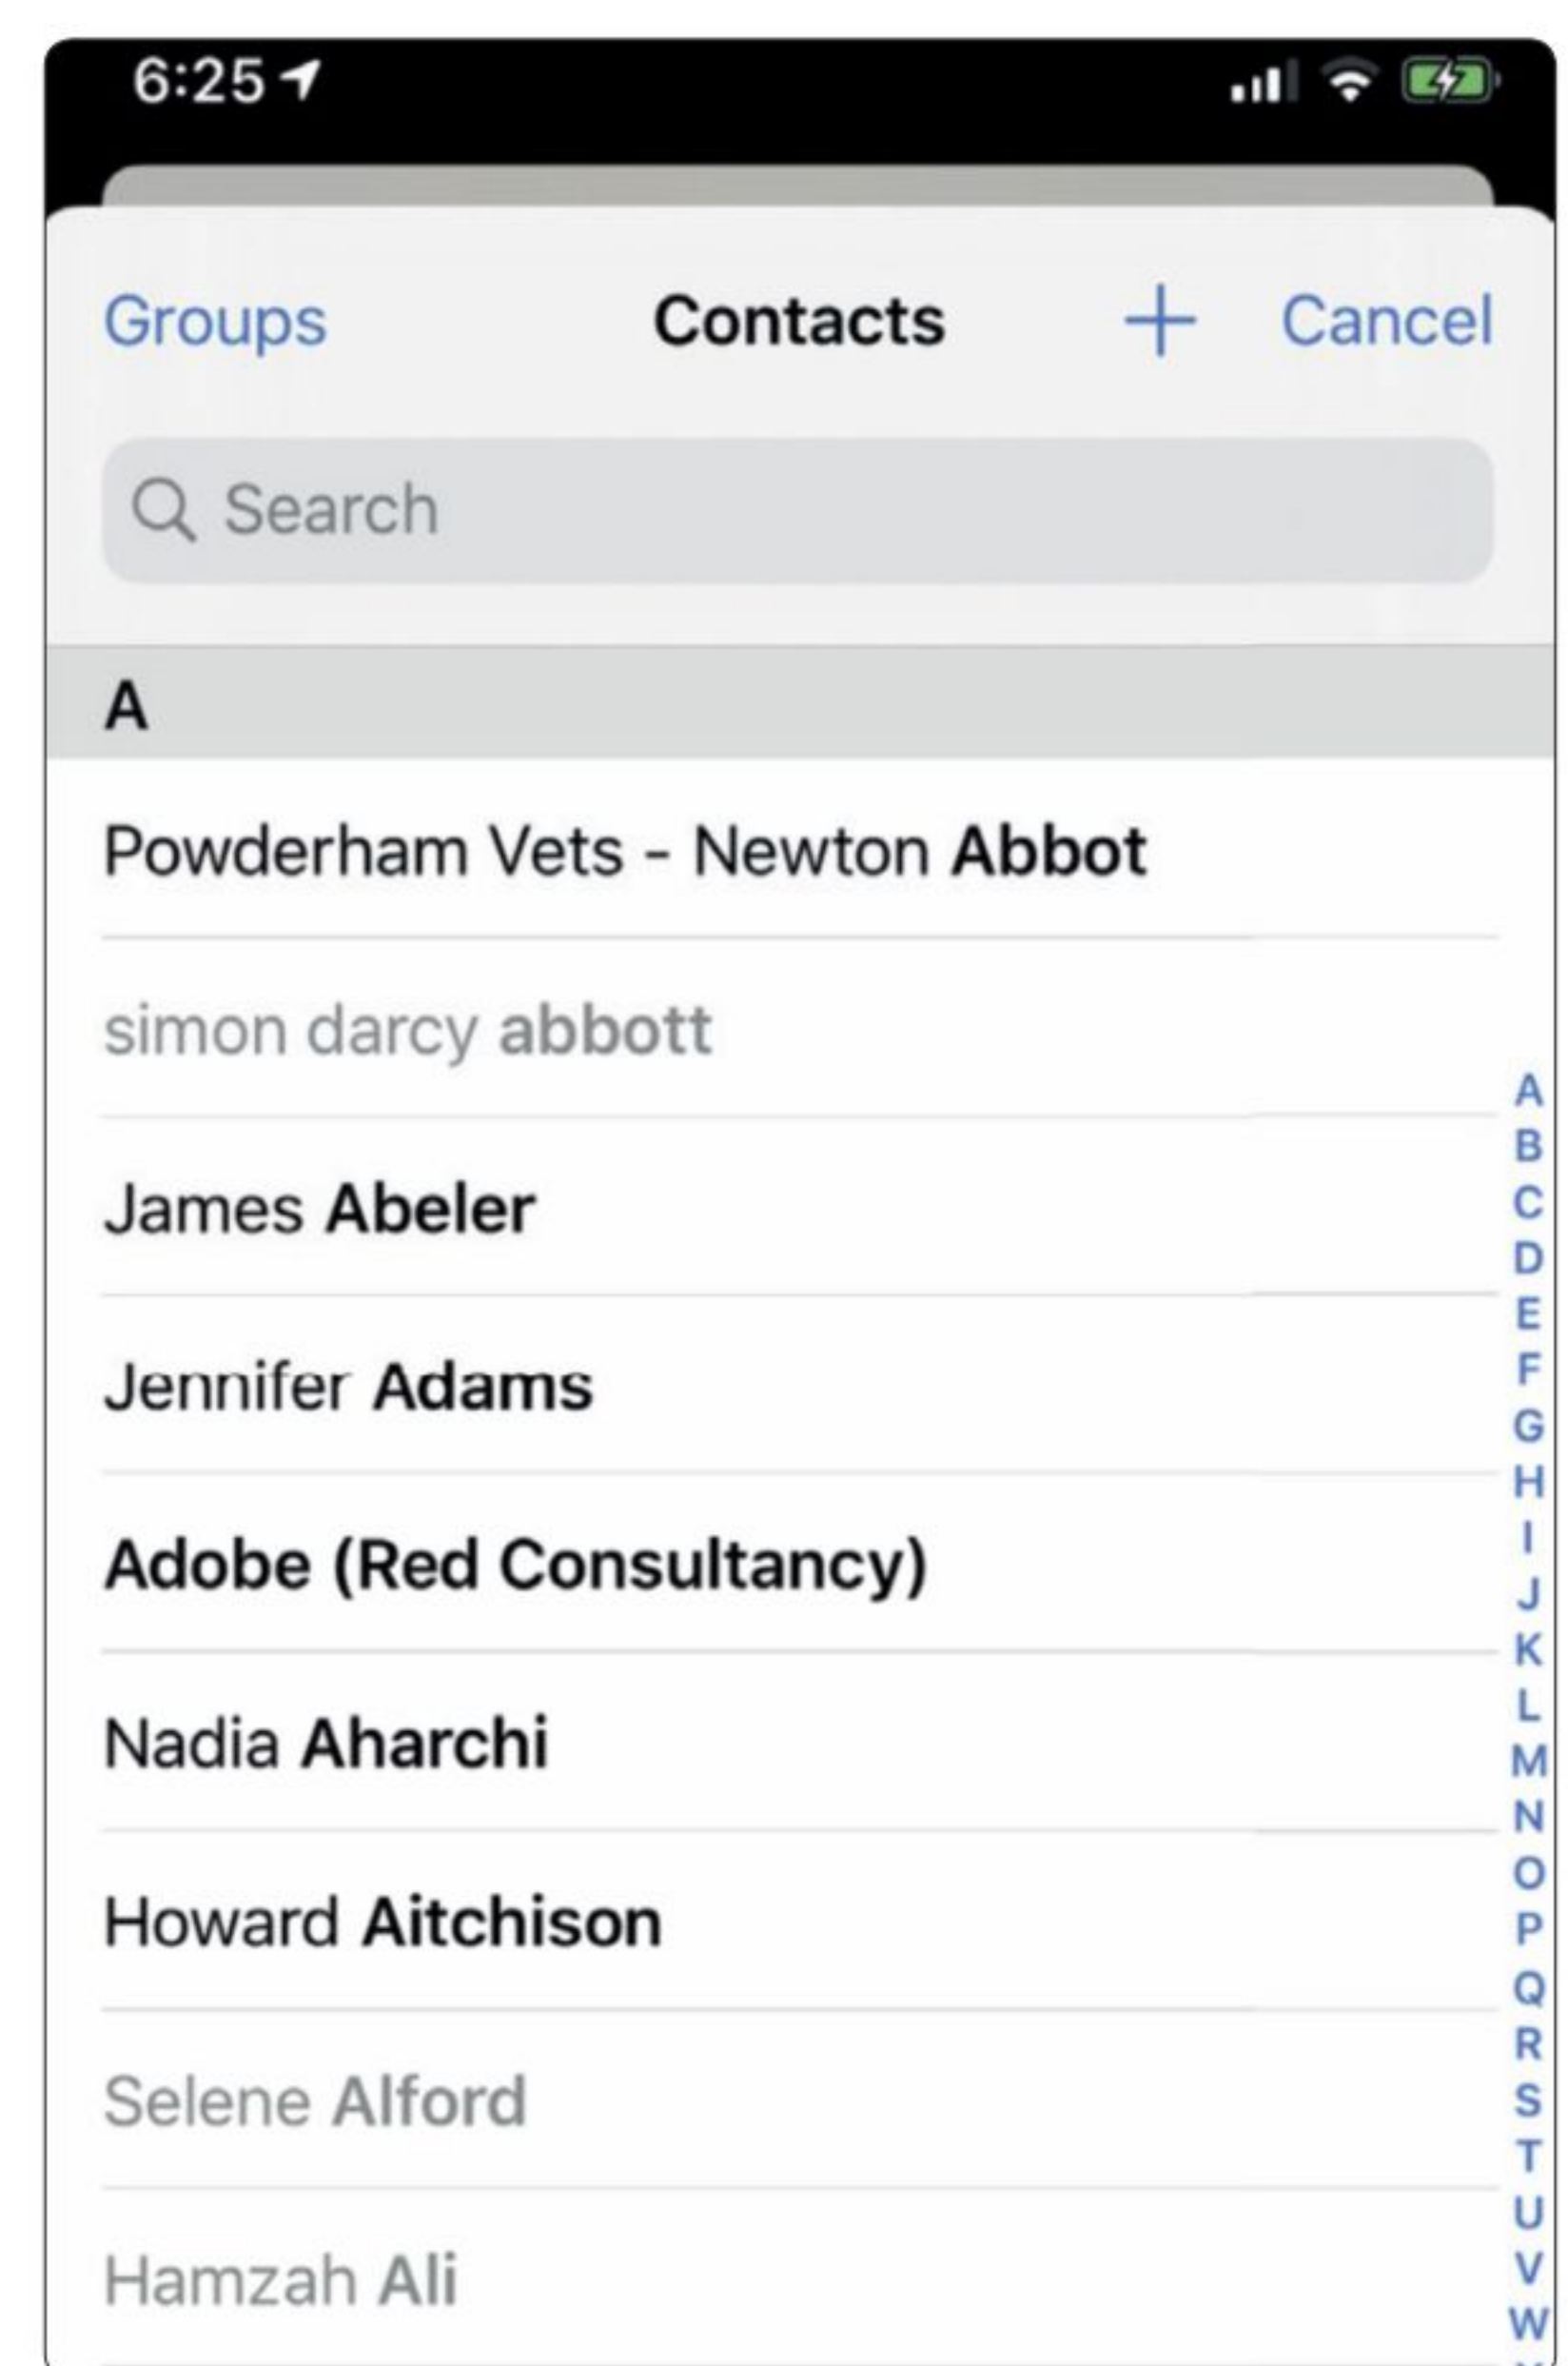 6:25
Groups Contacts + Cancel
Search
A
Powderham Vets - Newton Abbot
simon darcy abbott
James Abeler
Jennifer Adams
Adobe (Red Consultancy)
Nadia Aharchi
Howard Aitchison
Selene Alford
Hamzah Ali
A
B
C
D
E
F
G
H
I
J
K
L
M
N
O
P
Q
R
S
T
U
V
W